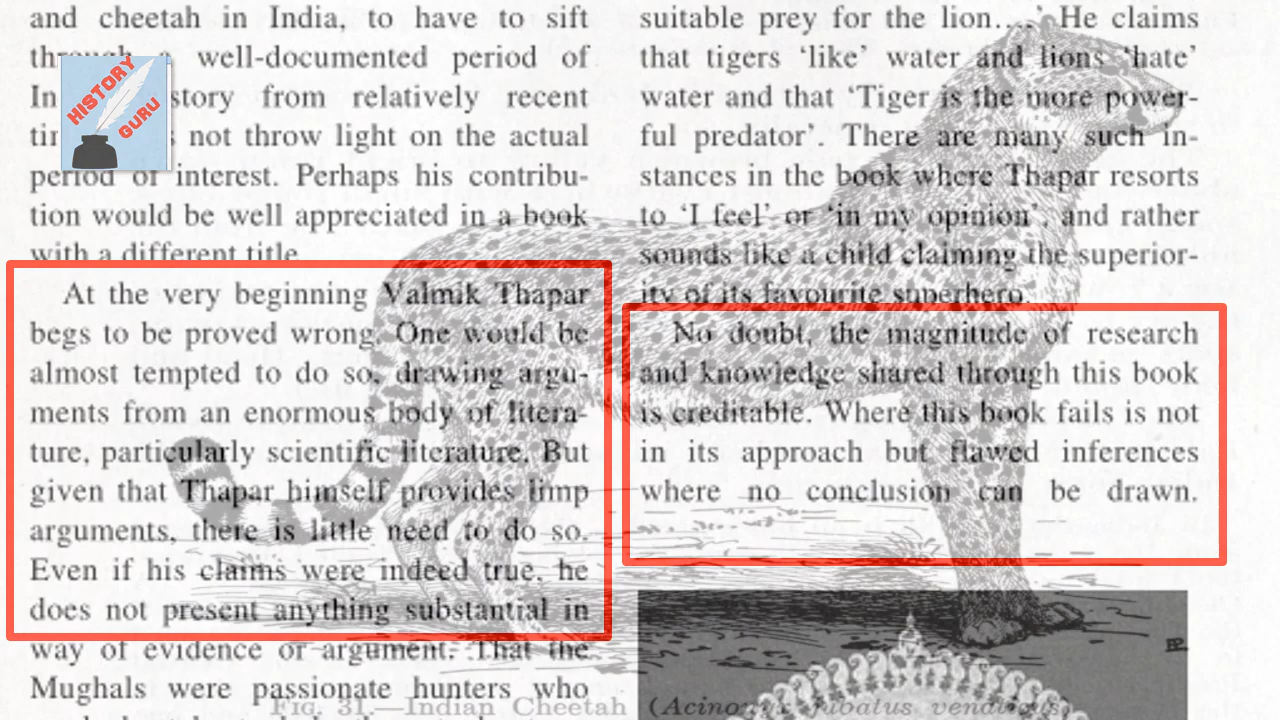 and cheetah in India, to have to sift
through a well-documented period of
In story from relatively recent
not throw light on the actual
period of interest. Perhaps his contribu-
tion would be well appreciated in a book
with a different title.
At the very beginning Valmik Thapar
begs to be proved wrong. One would be
almost tempted to do so, drawing argu-
ments from an enormous body of litera-
ture, particularly scientific literature. But
given that Thapar himself provides limp
arguments, there is little need to do so.
Even if his claims were indeed true, he
does not present anything substantial in
way of evidence or argument. That the
Mughals were passionate hunters who
suitable prey for the lion....’ He claims
that tigers ‘like’ water and lions ‘hate’
water and that ‘Tiger is the more power-
ful predator’. There are many such in-
stances in the book where Thapar resorts
to ‘I feel’ or ‘in my opinion’, and rather
sounds like a child claiming the superior-
ity of its favourite superhero.
No doubt, the magnitude of research
and knowledge shared through this book
is creditable. Where this book fails is not
in its approach but flawed inferences
where no conclusion can be drawn.
HISTORY
GURU
FIG. 31.—Indian Cheetah (Acinonyx jubatus venaticus)